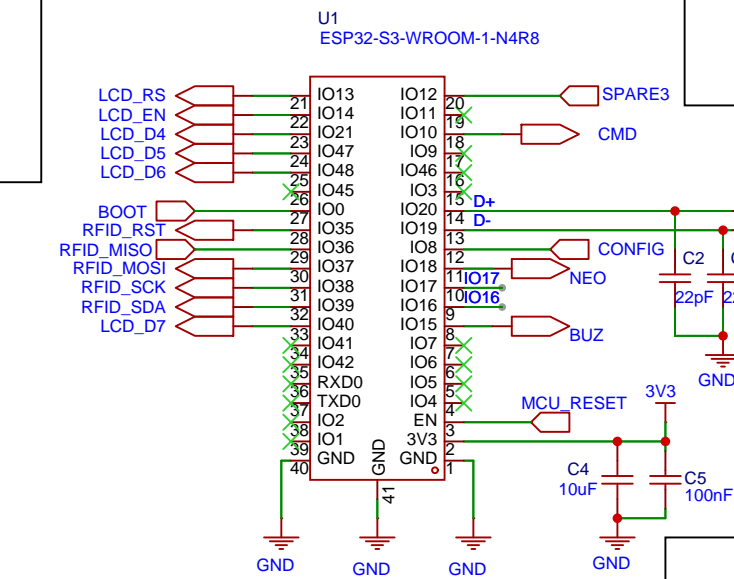 U1
ESP32-S3-WROOM-1-N4R8
LCD_RS 21 IO13 IO12 20 SPARE3
LCD_EN 22 IO14 IO11 19
LCD_D4 23 IO21 IO10 18 CMD
LCD_D5 24 IO47 IO9 17
LCD_D6 25 IO48 IO46 16
26 IO45 IO3 15 D+
BOOT 27 IO0 IO20 14 D-
RFID_RST 28 IO35 IO19 13
RFID_MISO 29 IO36 IO8 12 CONFIG
RFID_MOSI 30 IO37 IO18 11 NEO
RFID_SCK 31 IO38 IO17 10 IO17
RFID_SDA 32 IO39 IO16 9 IO16
LCD_D7 33 IO40 IO15 8 BUZ
34 IO41 IO7 7
35 IO42 IO6 6
36 RXD0 IO5 5
37 TXD0 IO4 4
38 IO2 EN 3 MCU_RESET
39 IO1 3V3 2 3V3
40 GND GND 1
GND
41
C2
22pF
GND
C4
10uF
C5
100nF
GND
GND
GND
GND